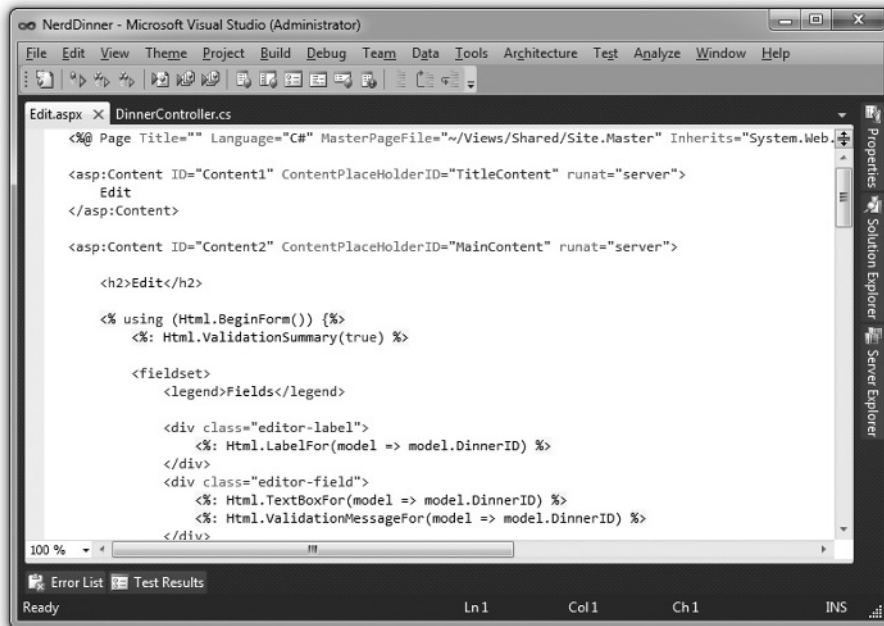 NerdDinner - Microsoft Visual Studio (Administrator)
File Edit View Theme Project Build Debug Team Data Tools Architecture Test Analyze Window Help
Edit.aspx DinnerController.cs
<%@ Page Title="" Language="C#" MasterPageFile="~/Views/Shared/Site.Master" Inherits="System.Web.
<asp:Content ID="Content1" ContentPlaceHolderID="TitleContent" runat="server">
Edit
</asp:Content>
<asp:Content ID="Content2" ContentPlaceHolderID="MainContent" runat="server">
<h2>Edit</h2>
<% using (Html.BeginForm()) {%>
<%: Html.ValidationSummary(true) %>
<fieldset>
<legend>Fields</legend>
<div class="editor-label">
<%: Html.LabelFor(model => model.DinnerID) %>
</div>
<div class="editor-field">
<%: Html.TextBoxFor(model => model.DinnerID) %>
<%: Html.ValidationMessageFor(model => model.DinnerID) %>
</div>
100 %
Properties
Solution Explorer
Server Explorer
Error List Test Results
Ready Ln 1 Col 1 Ch 1 INS